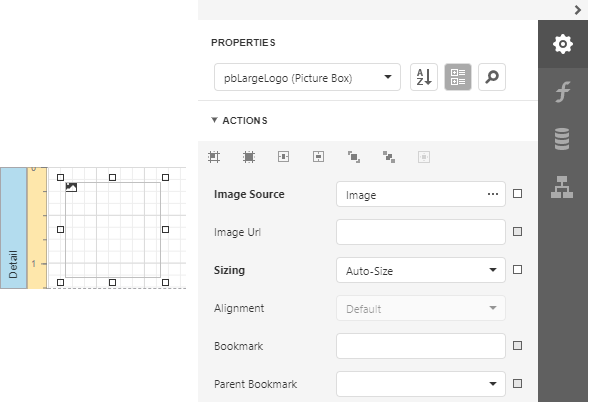 PROPERTIES
pbLargeLogo (Picture Box)
A
Z
ACTIONS
Image Source
Image
...
Image Url
Sizing
Auto-Size
Alignment
Default
Bookmark
Parent Bookmark
0
1
Detail